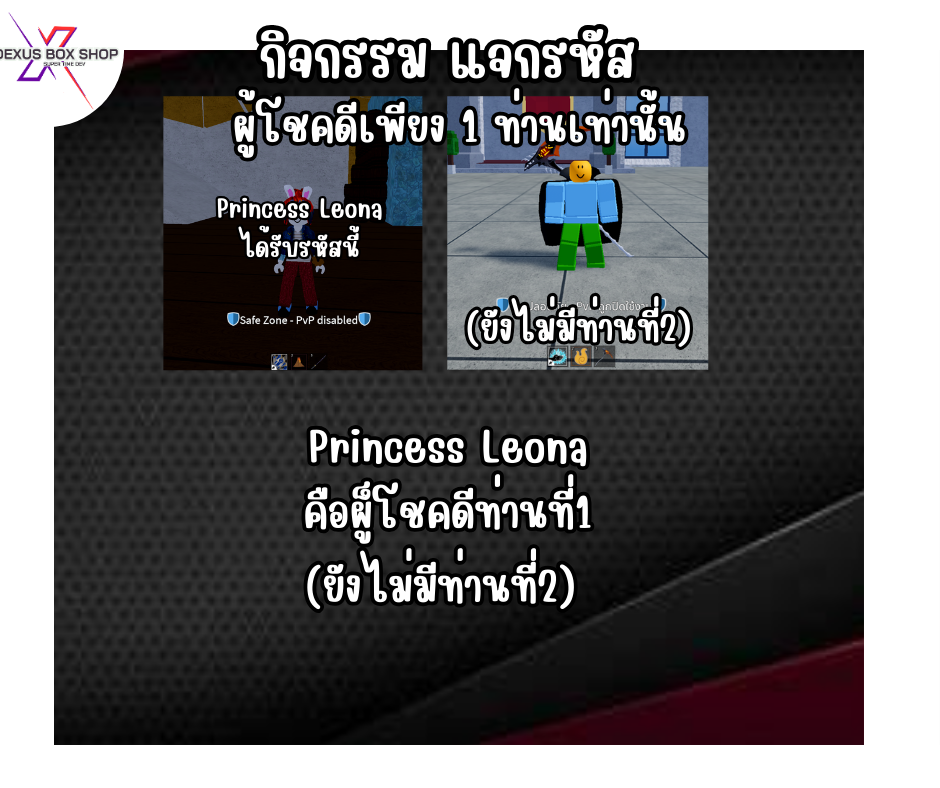 DEXUS BOX SHOP
SUPER TIME DEV
กิจกรรม แจกรหัส
ผู้โชคดีเพียง 1 ท่านเท่านั้น
Princess Leona
ได้รับรหัสนี้
Safe Zone - PvP disabled
(ยังไม่มีท่านที่2)
Princess Leona
คือผู้โชคดีท่านที่1
(ยังไม่มีท่านที่2)